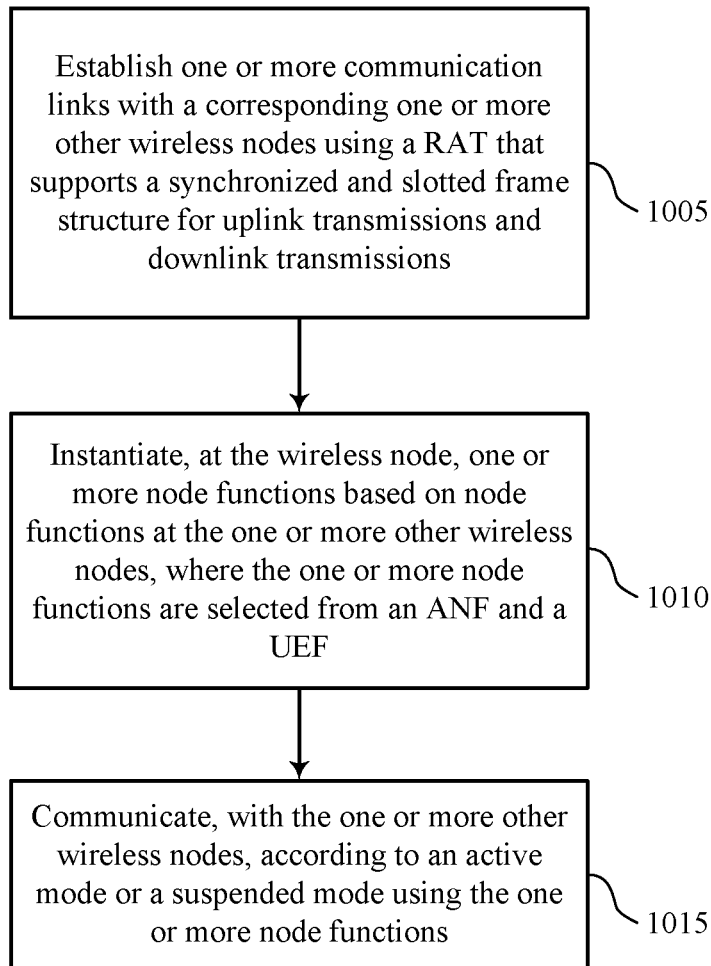 Establish one or more communication
links with a corresponding one or more
other wireless nodes using a RAT that
supports a synchronized and slotted frame
structure for uplink transmissions and
downlink transmissions
1005
Instantiate, at the wireless node, one or
more node functions based on node
functions at the one or more other wireless
nodes, where the one or more node
functions are selected from an ANF and a
UEF
1010
Communicate, with the one or more other
wireless nodes, according to an active
mode or a suspended mode using the one
or more node functions
1015